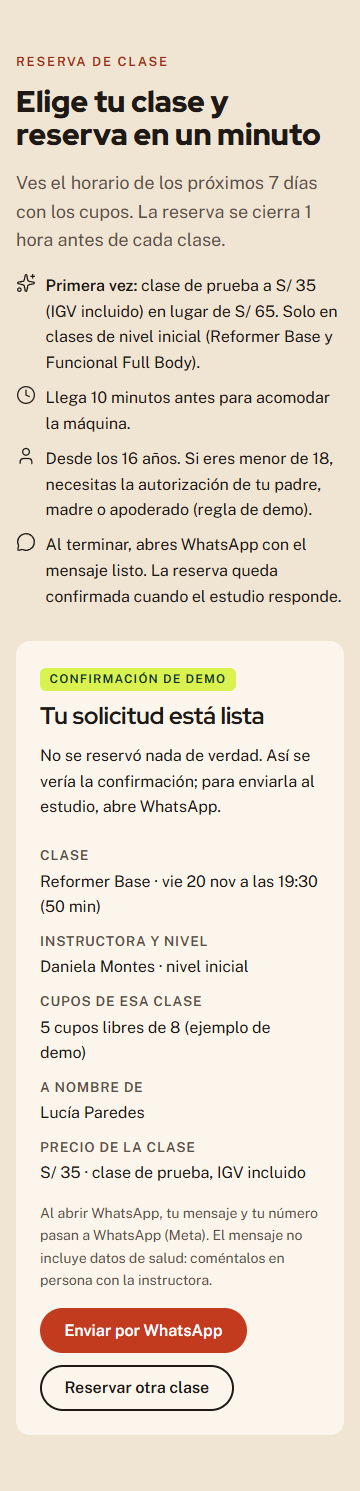 RESERVA DE CLASE
Elige tu clase y
reserva en un minuto
Ves el horario de los próximos 7 días
con los cupos. La reserva se cierra 1
hora antes de cada clase.
Primera vez: clase de prueba a S/ 35
(IGV incluido) en lugar de S/ 65. Solo en
clases de nivel inicial (Reformer Base y
Funcional Full Body).
Llega 10 minutos antes para acomodar
la máquina.
Desde los 16 años. Si eres menor de 18,
necesitas la autorización de tu padre,
madre o apoderado (regla de demo).
Al terminar, abres WhatsApp con el
mensaje listo. La reserva queda
confirmada cuando el estudio responde.
CONFIRMACIÓN DE DEMO
Tu solicitud está lista
No se reservó nada de verdad. Así se
vería la confirmación; para enviarla al
estudio, abre WhatsApp.
CLASE
Reformer Base · vie 20 nov a las 19:30
(50 min)
INSTRUCTORA Y NIVEL
Daniela Montes · nivel inicial
CUPOS DE ESA CLASE
5 cupos libres de 8 (ejemplo de
demo)
A NOMBRE DE
Lucía Paredes
PRECIO DE LA CLASE
S/ 35 · clase de prueba, IGV incluido
Al abrir WhatsApp, tu mensaje y tu número
pasan a WhatsApp (Meta). El mensaje no
incluye datos de salud: coméntalos en
persona con la instructora.
Enviar por WhatsApp
Reservar otra clase